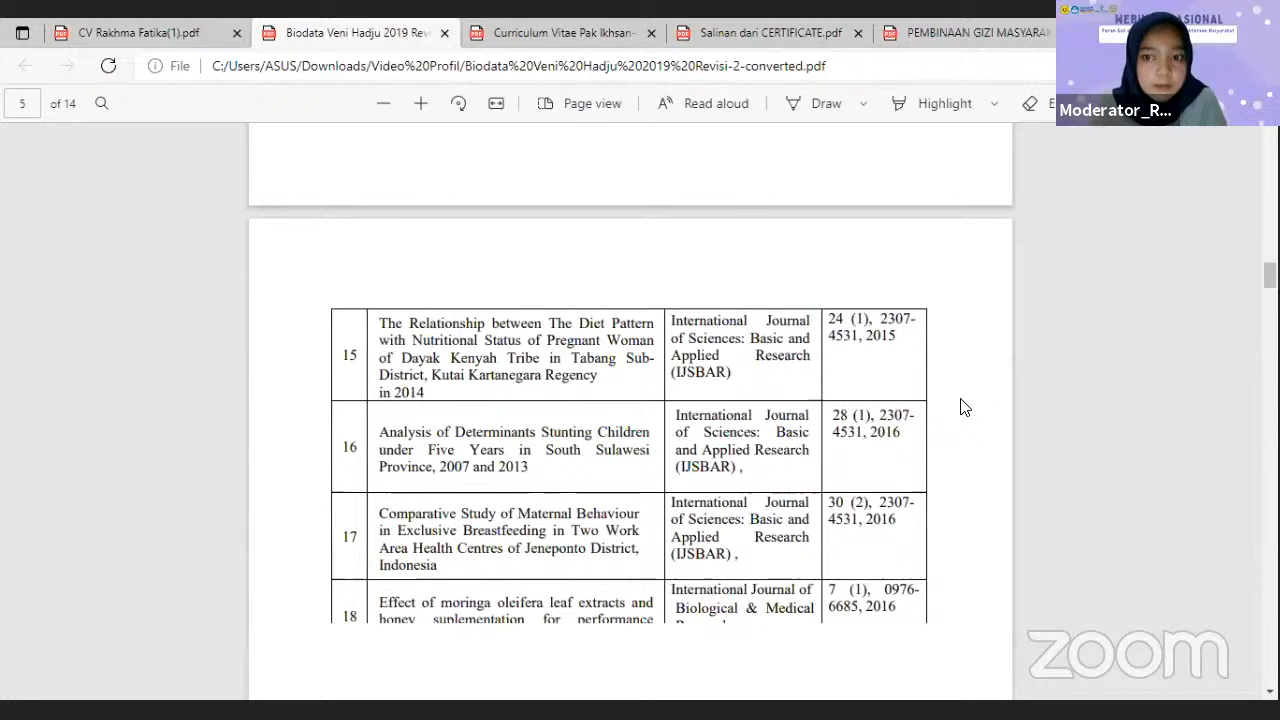 CV Rakhma Fatika(1).pdf
Biodata Veni Hadju 2019 Revi
Curriculum Vitae Pak Ikhsan-
Salinan dari CERTIFICATE.pdf
PEMBINAAN GIZI MASYARA
File
C:/Users/ASUS/Downloads/Video%20Profil/Biodata%20Veni%20Hadju%202019%20Revisi-2-converted.pdf
5 of 14
Page view
Read aloud
Draw
Highlight
Moderator_R...
15
The Relationship between The Diet Pattern
with Nutritional Status of Pregnant Woman
of Dayak Kenyah Tribe in Tabang Sub-
District, Kutai Kartanegara Regency
in 2014
International Journal
of Sciences: Basic and
Applied Research
(IJSBAR)
24 (1), 2307-
4531, 2015
16
Analysis of Determinants Stunting Children
under Five Years in South Sulawesi
Province, 2007 and 2013
International Journal
of Sciences: Basic
and Applied Research
(IJSBAR) ,
28 (1), 2307-
4531, 2016
17
Comparative Study of Maternal Behaviour
in Exclusive Breastfeeding in Two Work
Area Health Centres of Jeneponto District,
Indonesia
International Journal
of Sciences: Basic and
Applied Research
(IJSBAR) ,
30 (2), 2307-
4531, 2016
18
Effect of moringa oleifera leaf extracts and
honey suplementation for performance
International Journal of
Biological & Medical
7 (1), 0976-
6685, 2016
zoom